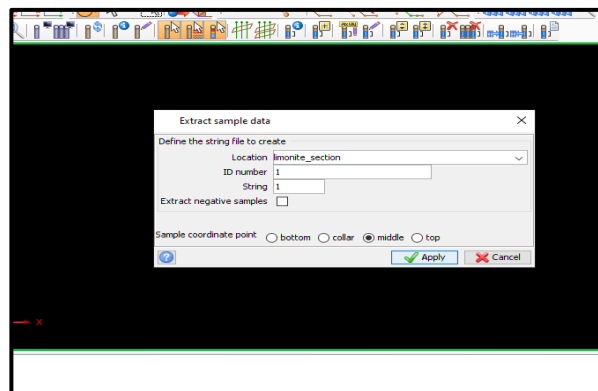 Extract sample data
Define the string file to create
Location limonite_section
ID number 1
String 1
Extract negative samples
Sample coordinate point bottom collar middle top
Apply Cancel
X